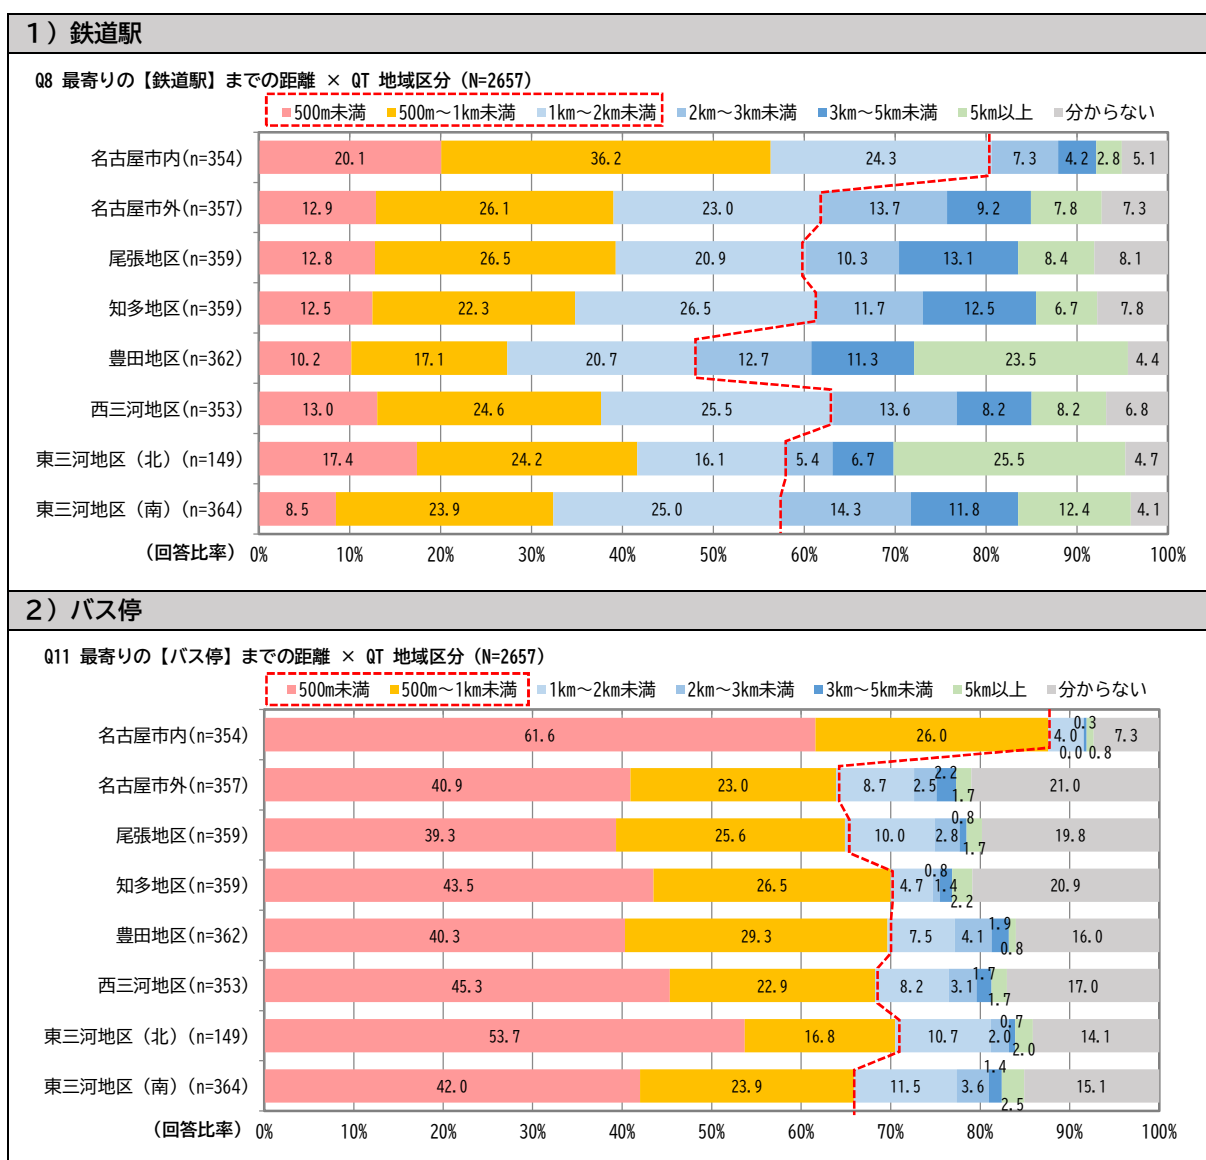 １）鉄道駅
Q8 最寄りの【鉄道駅】までの距離 × QT 地域区分（N=2657）
500m未満 500m～1km未満 1km～2km未満 2km～3km未満 3km～5km未満 5km以上 分からない
名古屋市内(n=354) 20.1 36.2 24.3 7.3 4.2 2.8 5.1
名古屋市外(n=357) 12.9 26.1 23.0 13.7 9.2 7.8 7.3
尾張地区(n=359) 12.8 26.5 20.9 10.3 13.1 8.4 8.1
知多地区(n=359) 12.5 22.3 26.5 11.7 12.5 6.7 7.8
豊田地区(n=362) 10.2 17.1 20.7 12.7 11.3 23.5 4.4
西三河地区(n=353) 13.0 24.6 25.5 13.6 8.2 8.2 6.8
東三河地区（北）(n=149) 17.4 24.2 16.1 5.4 6.7 25.5 4.7
東三河地区（南）(n=364) 8.5 23.9 25.0 14.3 11.8 12.4 4.1
（回答比率） 0% 10% 20% 30% 40% 50% 60% 70% 80% 90% 100%
２）バス停
Q11 最寄りの【バス停】までの距離 × QT 地域区分（N=2657）
500m未満 500m～1km未満 1km～2km未満 2km～3km未満 3km～5km未満 5km以上 分からない
名古屋市内(n=354) 61.6 26.0 4.0 0.0 0.3 0.8 7.3
名古屋市外(n=357) 40.9 23.0 8.7 2.5 2.2 1.7 21.0
尾張地区(n=359) 39.3 25.6 10.0 2.8 0.8 1.7 19.8
知多地区(n=359) 43.5 26.5 4.7 0.8 1.4 2.2 20.9
豊田地区(n=362) 40.3 29.3 7.5 4.1 1.9 0.8 16.0
西三河地区(n=353) 45.3 22.9 8.2 3.1 1.7 1.7 17.0
東三河地区（北）(n=149) 53.7 16.8 10.7 2.0 0.7 2.0 14.1
東三河地区（南）(n=364) 42.0 23.9 11.5 3.6 1.4 2.5 15.1
（回答比率） 0% 10% 20% 30% 40% 50% 60% 70% 80% 90% 100%